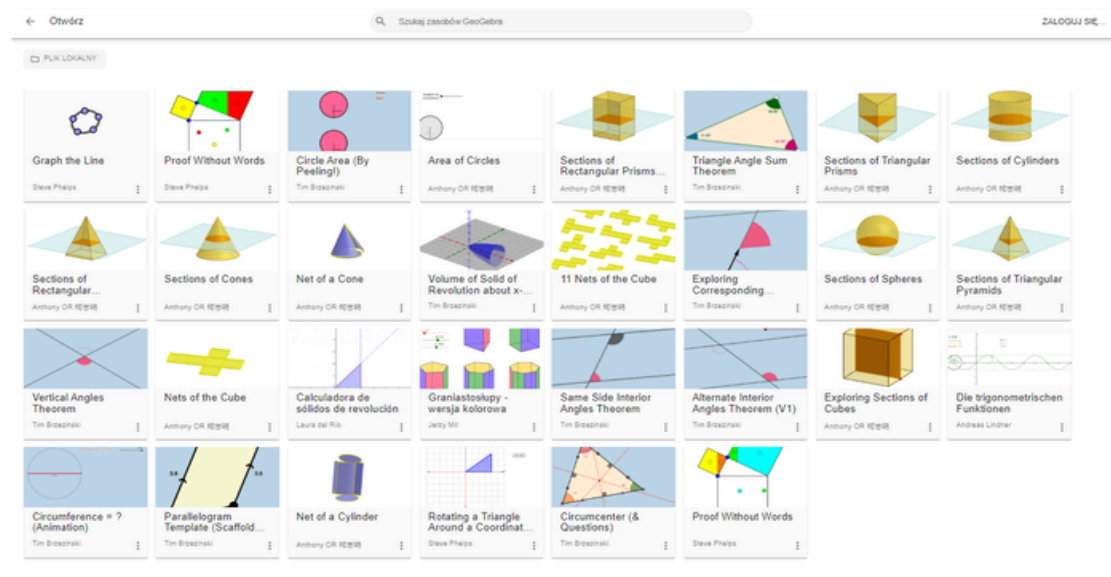 Otwórz
Szukaj zasobów GeoGebra
ZALOGUJ SIĘ...
PLIK LOKALNY
Graph the Line
Steve Phelps
Proof Without Words
Steve Phelps
Circle Area (By
Peeling!)
Tim Brzezinski
Area of Circles
Anthony OR 柯志明
Sections of
Rectangular Prisms...
Anthony OR 柯志明
Triangle Angle Sum
Theorem
Tim Brzezinski
Sections of Triangular
Prisms
Anthony OR 柯志明
Sections of Cylinders
Anthony OR 柯志明
Sections of
Rectangular...
Anthony OR 柯志明
Sections of Cones
Anthony OR 柯志明
Net of a Cone
Anthony OR 柯志明
Volume of Solid of
Revolution about x-...
Tim Brzezinski
11 Nets of the Cube
Anthony OR 柯志明
Exploring
Corresponding...
Tim Brzezinski
Sections of Spheres
Anthony OR 柯志明
Sections of Triangular
Pyramids
Anthony OR 柯志明
Vertical Angles
Theorem
Tim Brzezinski
Nets of the Cube
Anthony OR 柯志明
Calculadora de
sólidos de revolución
Laura del Río
Graniastosłupy -
wersja kolorowa
Jerzy Mil
Same Side Interior
Angles Theorem
Tim Brzezinski
Alternate Interior
Angles Theorem (V1)
Tim Brzezinski
Exploring Sections of
Cubes
Anthony OR 柯志明
Die trigonometrischen
Funktionen
Andreas Lindner
Circumference = ?
(Animation)
Tim Brzezinski
3.0
3.0
Parallelogram
Template (Scaffold...
Tim Brzezinski
Net of a Cylinder
Anthony OR 柯志明
Rotating a Triangle
Around a Coordinat...
Steve Phelps
Circumcenter (&
Questions)
Tim Brzezinski
Proof Without Words
Steve Phelps